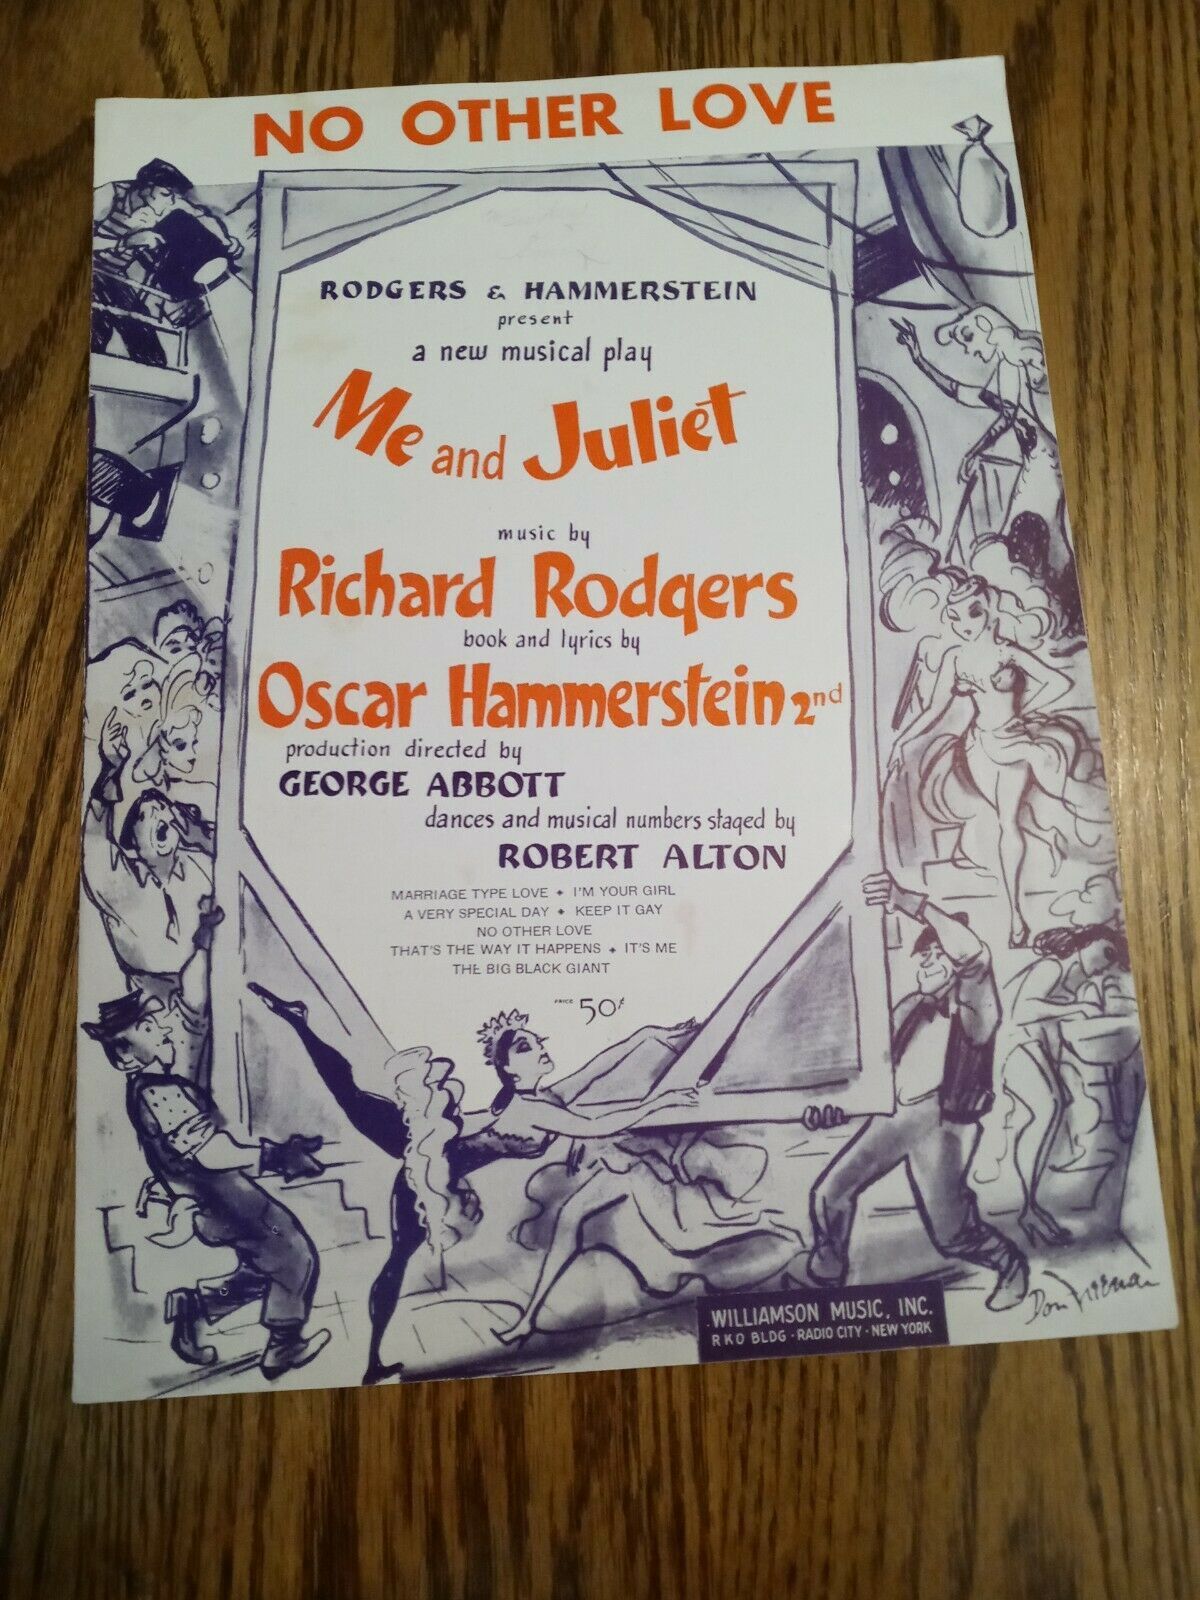 NO OTHER LOVE
RODGERS & HAMMERSTEIN
present
a new musical play
Me and Juliet
music by
Richard Rodgers
book and lyrics by
Oscar Hammerstein 2nd
production directed by
GEORGE ABBOTT
dances and musical numbers staged by
ROBERT ALTON
MARRIAGE TYPE LOVE ✦ I'M YOUR GIRL
A VERY SPECIAL DAY ✦ KEEP IT GAY
NO OTHER LOVE
THAT'S THE WAY IT HAPPENS ✦ IT'S ME
THE BIG BLACK GIANT
PRICE 50¢
WILLIAMSON MUSIC, INC.
RKO BLDG · RADIO CITY · NEW YORK
Don